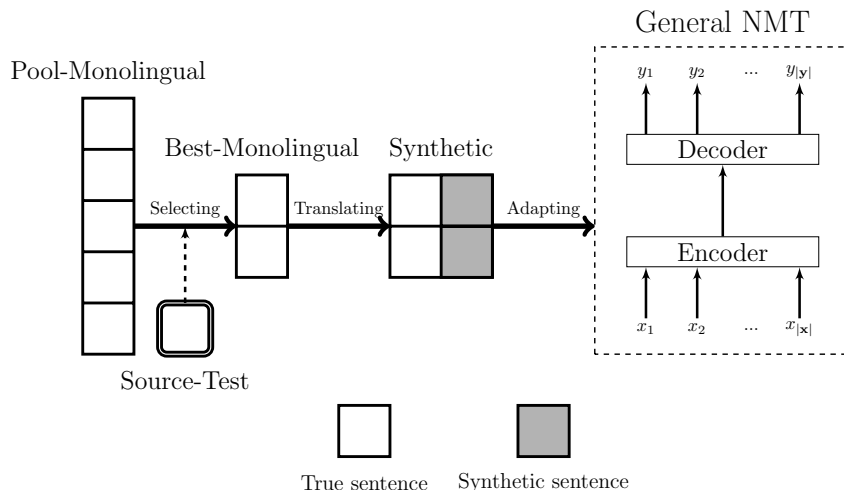 General NMT
Pool-Monolingual
y1 y2 ... y|y|
Best-Monolingual Synthetic
Decoder
Selecting Translating Adapting
Encoder
x1 x2 ... x|x|
Source-Test
True sentence Synthetic sentence